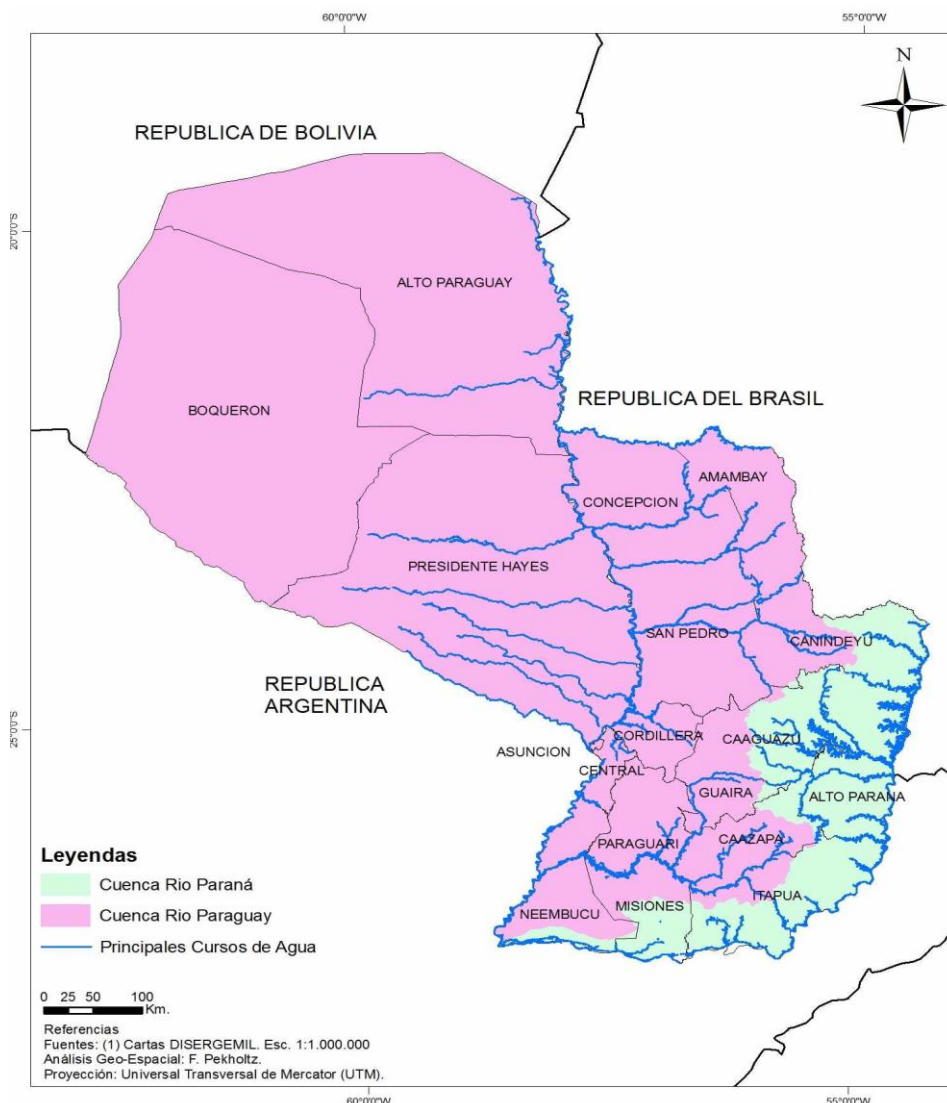 60°0'0"W
55°0'0"W
N
REPUBLICA DE BOLIVIA
20°0'0"S
ALTO PARAGUAY
BOQUERON
REPUBLICA DEL BRASIL
AMAMBAY
CONCEPCION
PRESIDENTE HAYES
SAN PEDRO
CANINDEYU
REPUBLICA
ARGENTINA
25°0'0"S
CORDILLERA
CAAGUAZU
ASUNCION
CENTRAL
GUAIRA
ALTO PARANA
PARAGUARI
CAAZAPA
ITAPUA
MISIONES
NEEMBUCU
Leyendas
Cuenca Rio Paraná
Cuenca Rio Paraguay
Principales Cursos de Agua
0 25 50 100
Km.
Referencias
Fuentes: (1) Cartas DISERGEMIL. Esc. 1:1.000.000
Análisis Geo-Espacial: F. Pekholtz.
Proyección: Universal Transversal de Mercator (UTM).
60°0'0"W
55°0'0"W